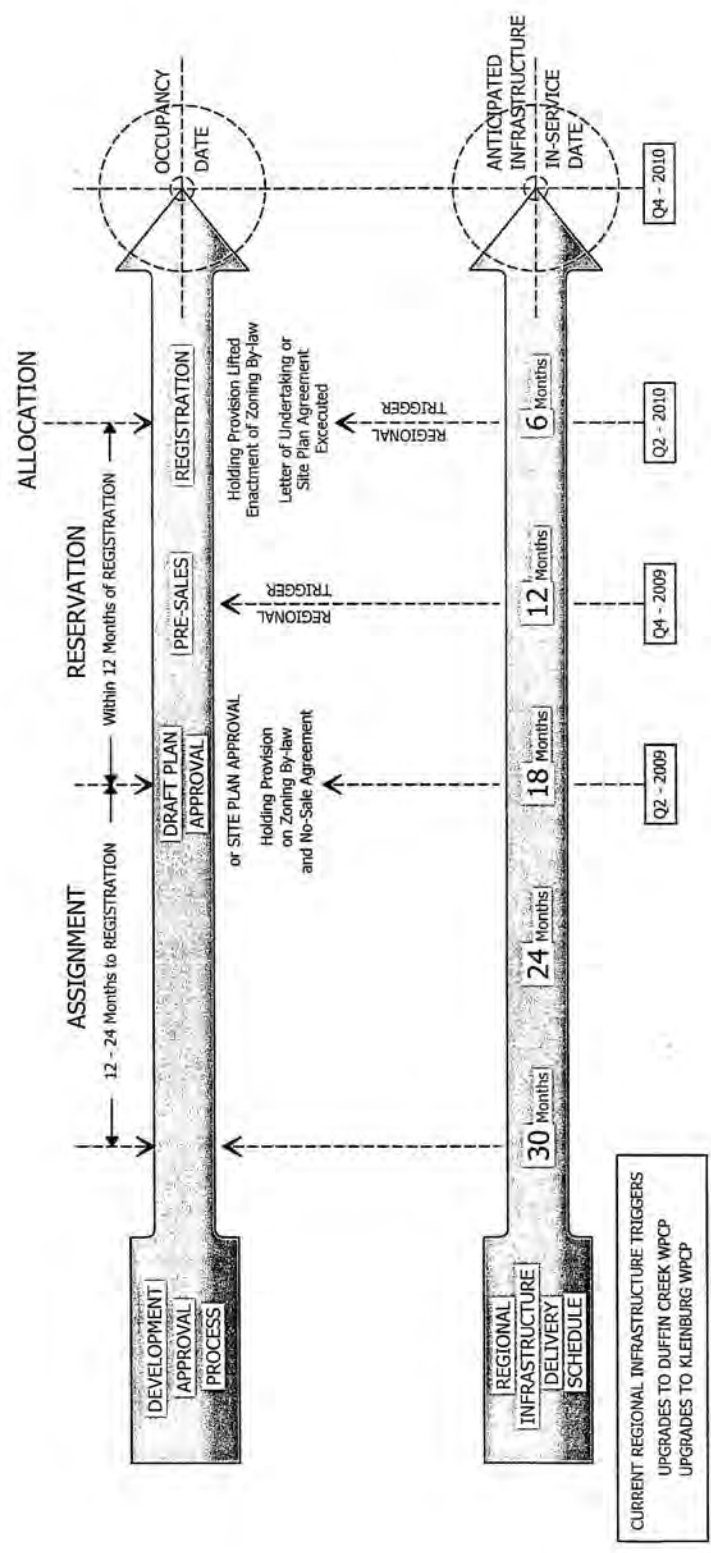 ASSIGNMENT
RESERVATION
ALLOCATION
12 - 24 Months to REGISTRATION
Within 12 Months of REGISTRATION
DEVELOPMENT
APPROVAL
PROCESS
DRAFT PLAN
APPROVAL
PRE-SALES
REGISTRATION
OCCUPANCY
DATE
or SITE PLAN APPROVAL
Holding Provision
on Zoning By-law
and No-Sale Agreement
REGIONAL
TRIGGER
Holding Provision Lifted
Enactment of Zoning By-law
Letter of Undertaking or
Site Plan Agreement
Excecuted
REGIONAL
TRIGGER
REGIONAL
INFRASTRUCTURE
DELIVERY
SCHEDULE
30 Months
24 Months
18 Months
12 Months
6 Months
ANTICIPATED
INFRASTRUCTURE
IN-SERVICE
DATE
Q2 - 2009
Q4 - 2009
Q2 - 2010
Q4 - 2010
CURRENT REGIONAL INFRASTRUCTURE TRIGGERS
UPGRADES TO DUFFIN CREEK WPCP
UPGRADES TO KLEINBURG WPCP